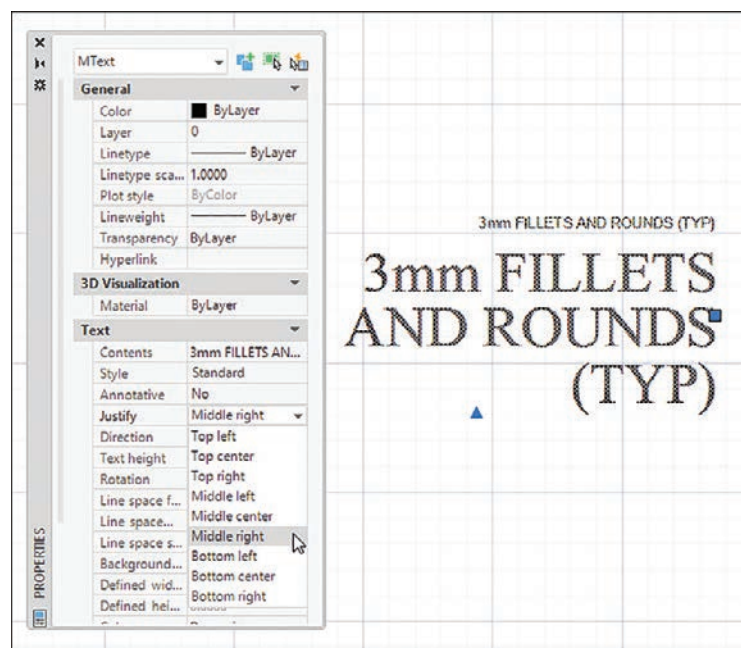 MText
General
Color ByLayer
Layer 0
Linetype ByLayer
Linetype sca... 1.0000
Plot style ByColor
Lineweight ByLayer
Transparency ByLayer
Hyperlink
3D Visualization
Material ByLayer
Text
Contents 3mm FILLETS AN...
Style Standard
Annotative No
Justify Middle right
Direction Top left
Text height Top center
Rotation Top right
Line space f... Middle left
Line space... Middle center
Line space s... Middle right
Background... Bottom left
Defined wid... Bottom center
Defined hei... Bottom right
PROPERTIES
3mm FILLETS AND ROUNDS (TYP)
3mm FILLETS
AND ROUNDS
(TYP)